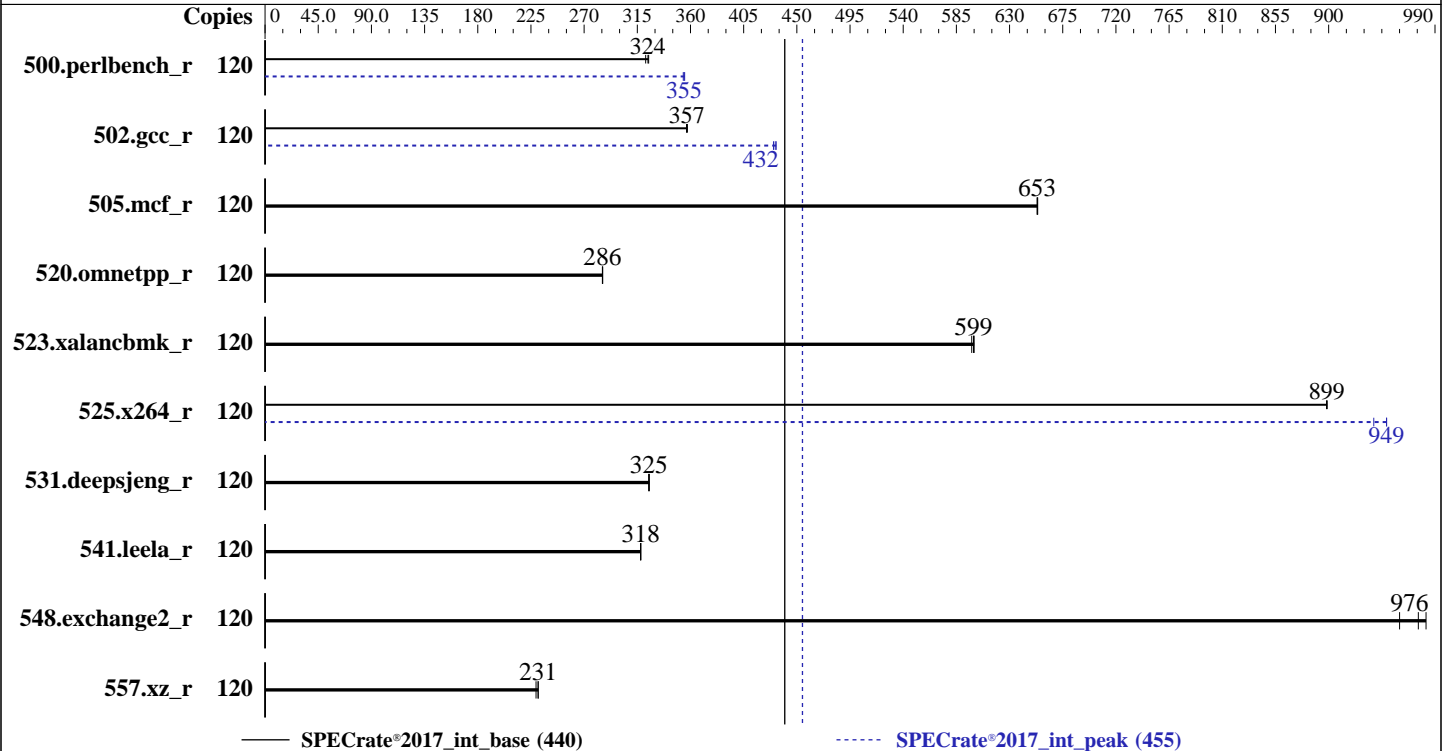 Copies 0 45.0 90.0 135 180 225 270 315 360 405 450 495 540 585 630 675 720 765 810 855 900 990
500.perlbench_r 120 324
355
502.gcc_r 120 357
432
505.mcf_r 120 653
520.omnetpp_r 120 286
523.xalancbmk_r 120 599
525.x264_r 120 899
949
531.deepsjeng_r 120 325
541.leela_r 120 318
548.exchange2_r 120 976
557.xz_r 120 231
SPECrate®2017_int_base (440) SPECrate®2017_int_peak (455)